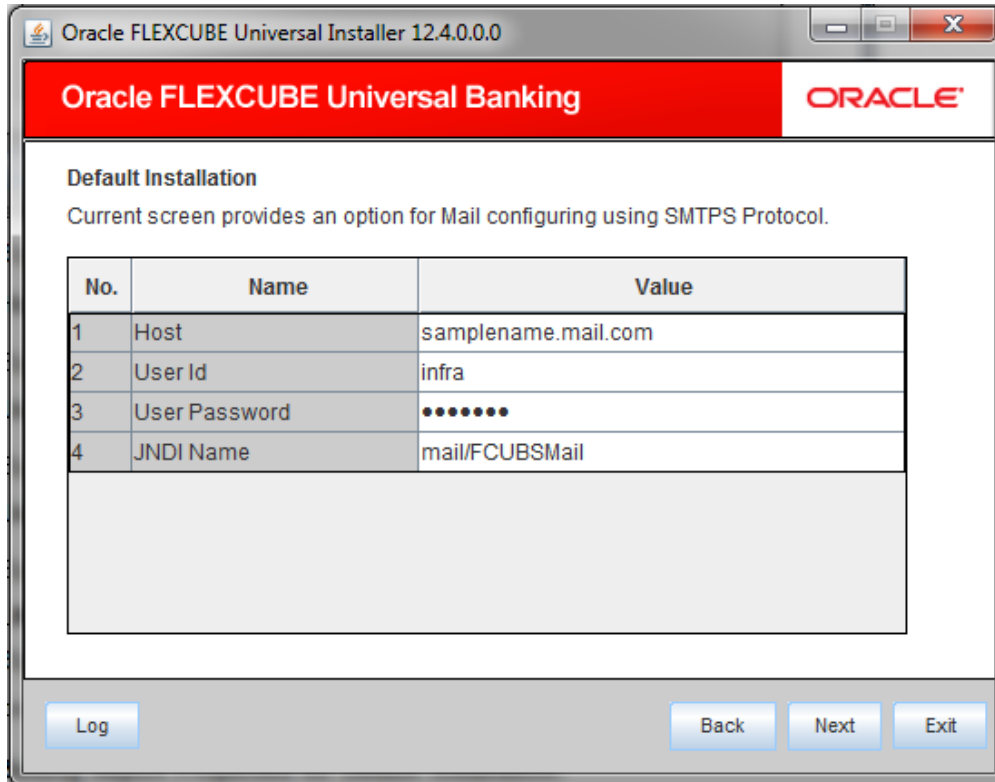 Oracle FLEXCUBE Universal Installer 12.4.0.0.0
Oracle FLEXCUBE Universal Banking ORACLE
Default Installation
Current screen provides an option for Mail configuring using SMTPS Protocol.
No. Name Value
1 Host samplename.mail.com
2 User Id infra
3 User Password •••••••
4 JNDI Name mail/FCUBSMail
Log Back Next Exit